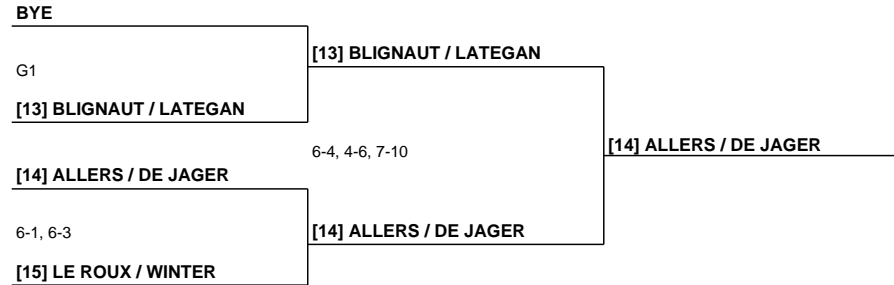 BYE
[13] BLIGNAUT / LATEGAN
G1
[13] BLIGNAUT / LATEGAN
6-4, 4-6, 7-10
[14] ALLERS / DE JAGER
[14] ALLERS / DE JAGER
6-1, 6-3
[14] ALLERS / DE JAGER
[15] LE ROUX / WINTER